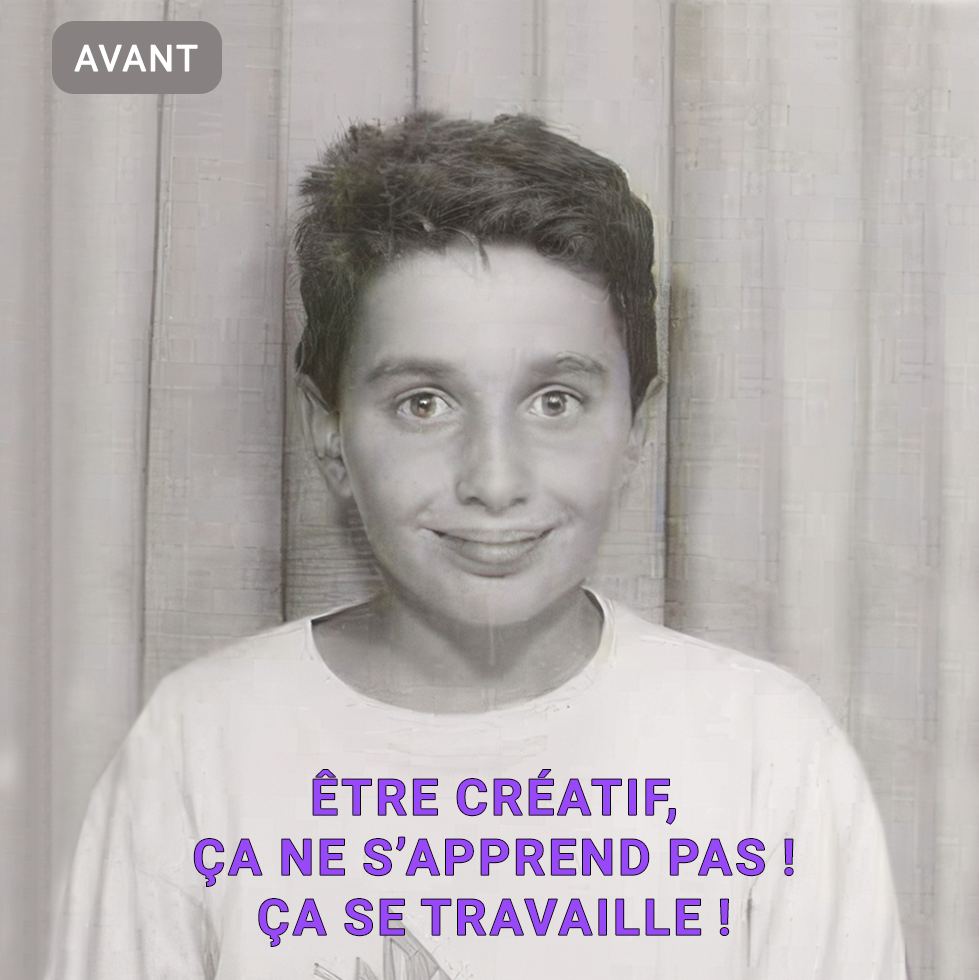 AVANT
ÊTRE CRÉATIF,
ÇA NE S’APPREND PAS !
ÇA SE TRAVAILLE !